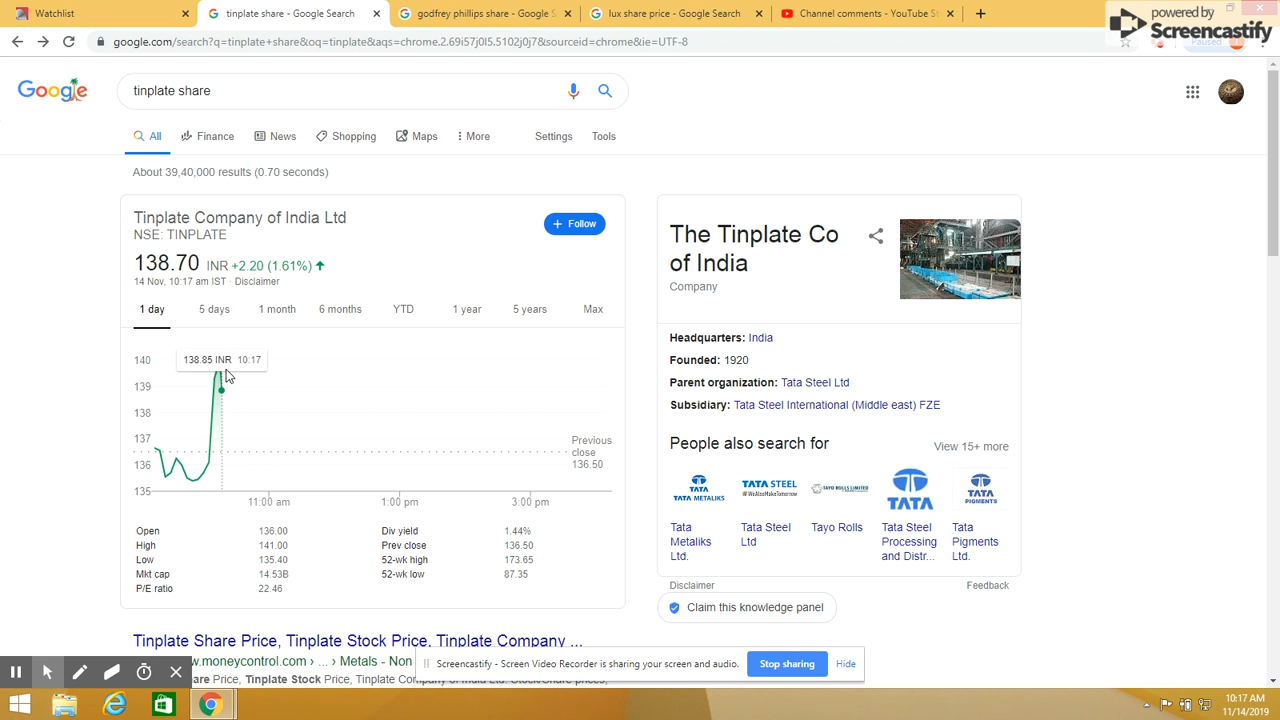 Watchlist
tinplate share - Google Search
godfrey phillips quote - Google S
lux share price - Google Search
Channel comments - YouTube St
powered by
Screencastify
google.com/search?q=tinplate+share&oq=tinplate&aqs=chrome.2.
&sourceid=chrome&ie=UTF-8
Paused
Google
tinplate share
All
Finance
News
Shopping
Maps
More
Settings
Tools
About 39,40,000 results (0.70 seconds)
Tinplate Company of India Ltd
NSE: TINPLATE
+ Follow
138.70 INR +2.20 (1.61%)
14 Nov, 10:17 am IST · Disclaimer
1 day
5 days
1 month
6 months
YTD
1 year
5 years
Max
138.85 INR 10:17
140
139
138
137
136
135
Previous
close
136.50
11:00 am
1:00 pm
3:00 pm
Open 136.00 Div yield 1.44%
High 141.00 Prev close 136.50
Low 135.40 52-wk high 173.65
Mkt cap 14.53B 52-wk low 87.35
P/E ratio 22.46
The Tinplate Co
of India
Company
Headquarters: India
Founded: 1920
Parent organization: Tata Steel Ltd
Subsidiary: Tata Steel International (Middle east) FZE
People also search for
View 15+ more
TATA
TATA METALIKS
TATA STEEL
#WeAlsoMakeTomorrow
TAYO ROLLS LIMITED
TATA
TATA
PIGMENTS
Tata
Metaliks
Ltd.
Tata Steel
Ltd
Tayo Rolls
Tata Steel
Processing
and Distr...
Tata
Pigments
Ltd.
Disclaimer
Feedback
Claim this knowledge panel
Tinplate Share Price, Tinplate Stock Price, Tinplate Company ...
w.moneycontrol.com › ... › Metals - Non
are Price, Tinplate Stock Price, Tinplate Company of India Ltd. Stock/Share prices,
Screencastify - Screen Video Recorder is sharing your screen and audio.
Stop sharing
Hide
10:17 AM
11/14/2019